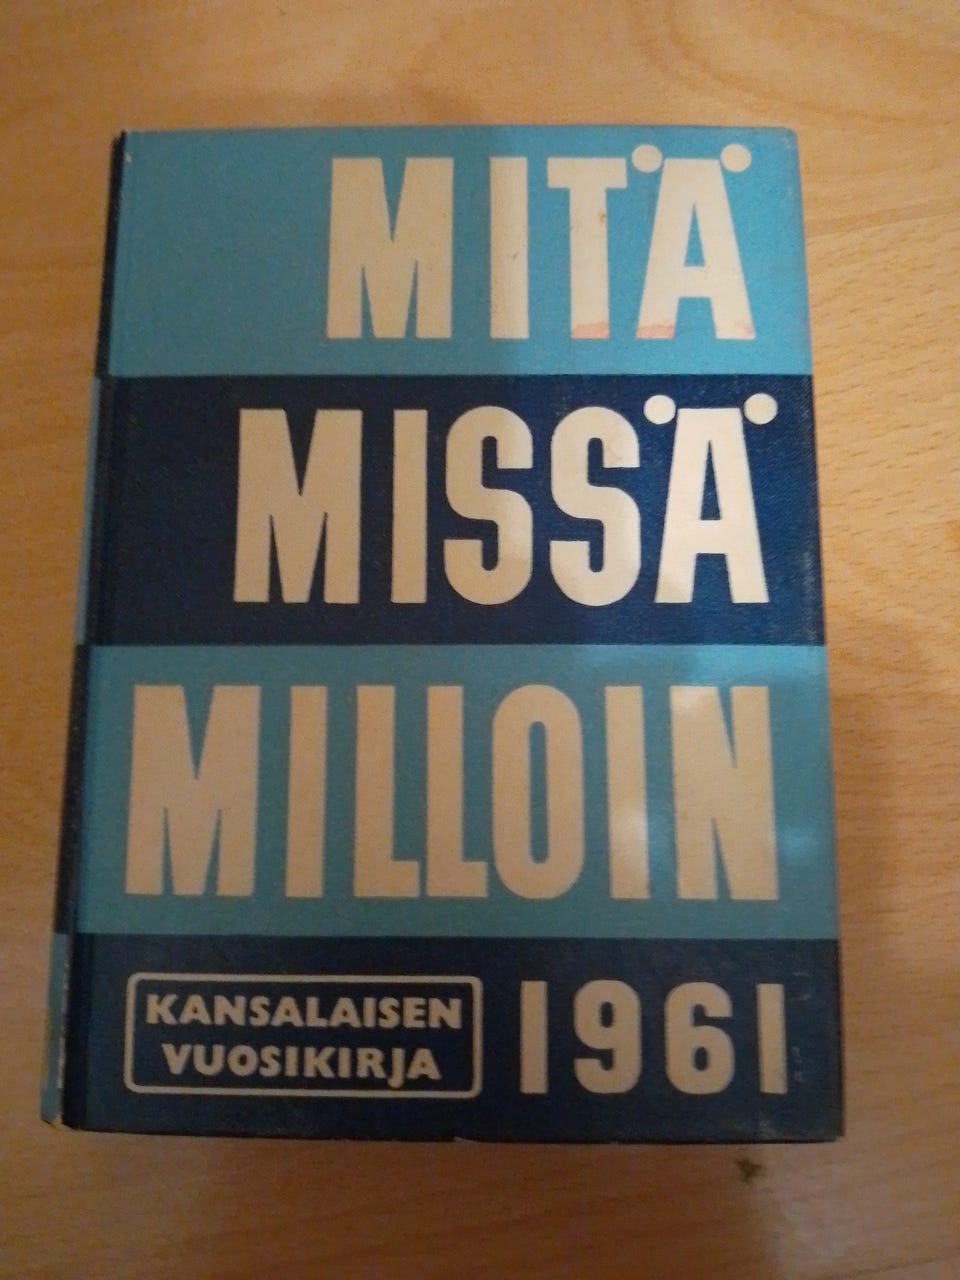 MITÄ
MISSÄ
MILLOIN
KANSALAISEN
VUOSIKIRJA
1961